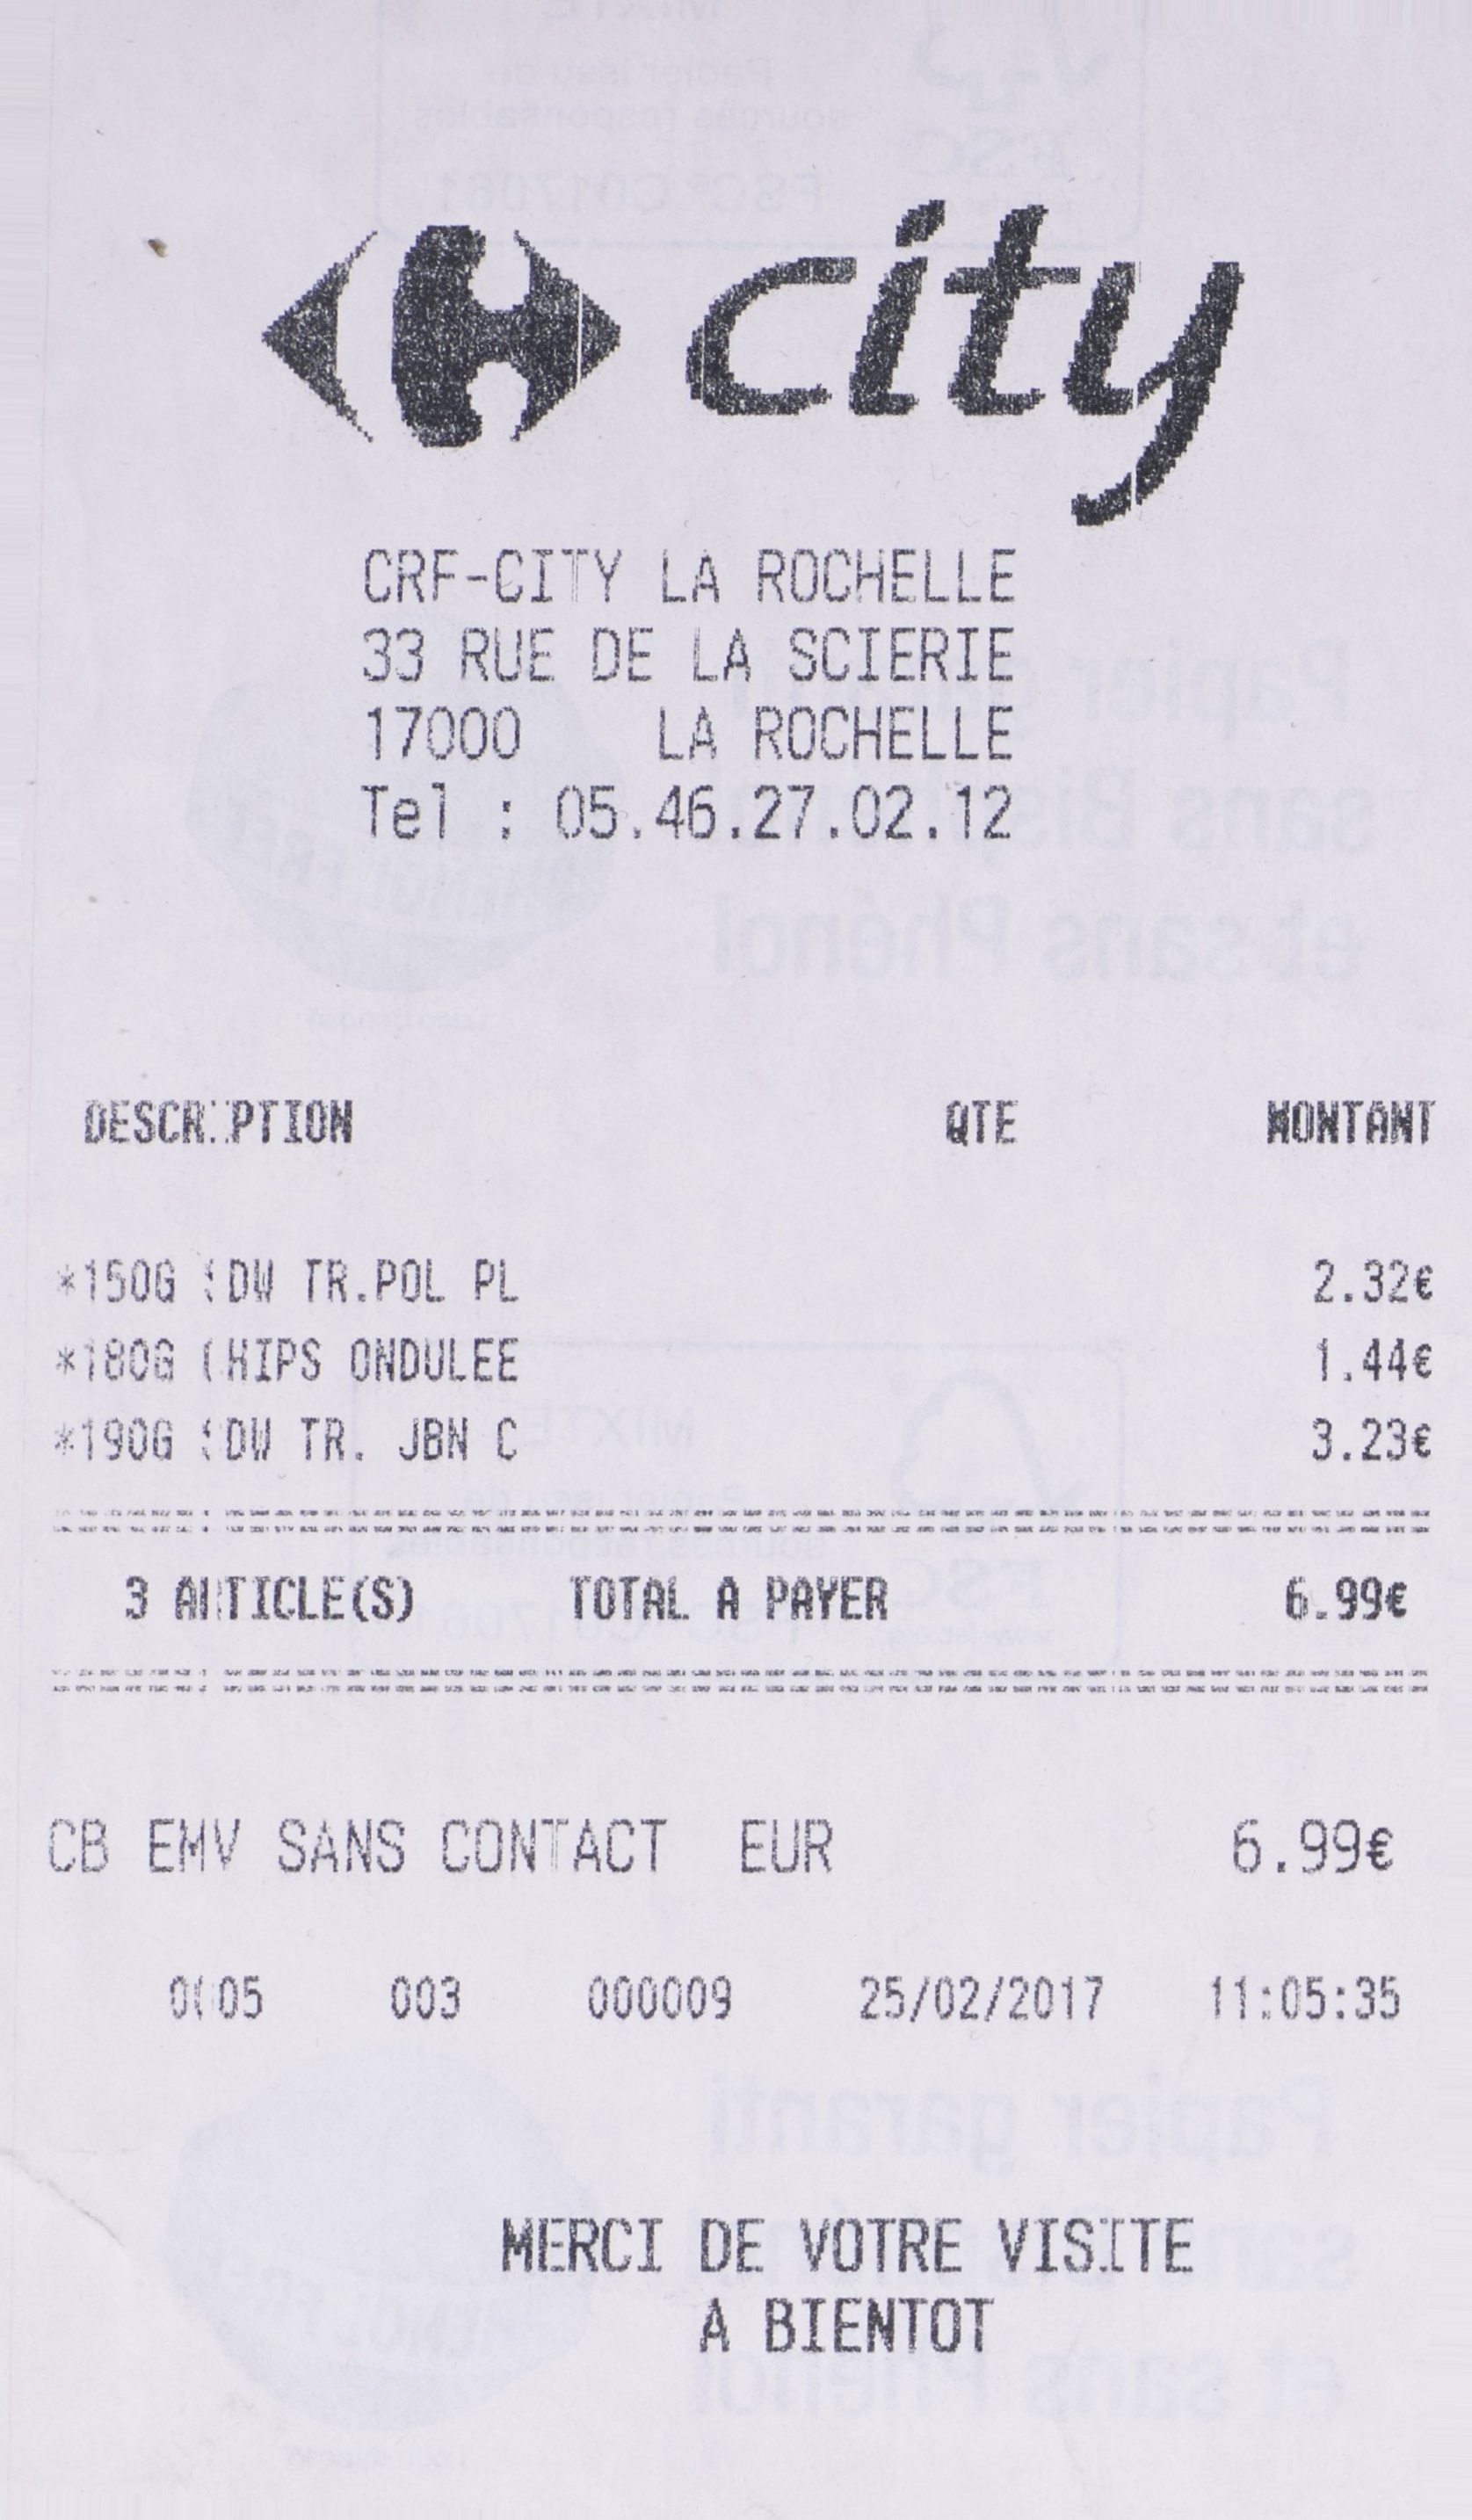 city
CRF-CITY LA ROCHELLE
33 RUE DE LA SCIERIE
17000 LA ROCHELLE
Tel : 05.46.27.02.12
DESCRIPTION QTE MONTANT
*150G SDW TR.POL PL 2.32€
*180G CHIPS ONDULEE 1.44€
*190G SDW TR. JBN C 3.23€
3 ARTICLE(S) TOTAL A PAYER 6.99€
CB EMV SANS CONTACT EUR 6.99€
0005 003 000009 25/02/2017 11:05:35
MERCI DE VOTRE VISITE
A BIENTOT